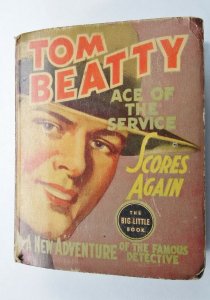 TOM
BEATTY
ACE OF
THE
SERVICE
SCORES
AGAIN
THE
BIG LITTLE
BOOK
A NEW ADVENTURE OF THE FAMOUS
DETECTIVE